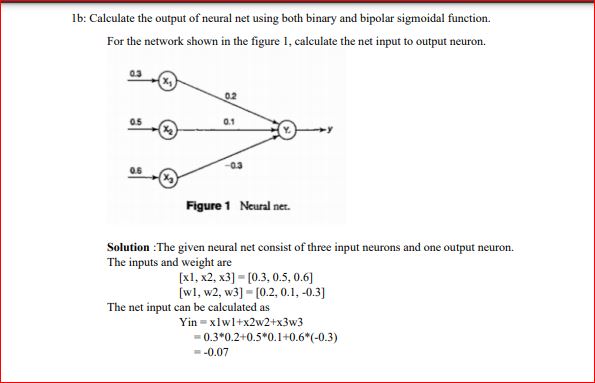 1b: Calculate the output of neural net using both binary and bipolar sigmoidal function.
For the network shown in the figure 1, calculate the net input to output neuron.
0.3
X1
0.2
0.5
X2
0.1
Y
y
0.6
X3
-0.3
Figure 1 Neural net.
Solution :The given neural net consist of three input neurons and one output neuron.
The inputs and weight are
[x1, x2, x3] = [0.3, 0.5, 0.6]
[w1, w2, w3] = [0.2, 0.1, -0.3]
The net input can be calculated as
Yin = x1w1+x2w2+x3w3
= 0.3*0.2+0.5*0.1+0.6*(-0.3)
= -0.07